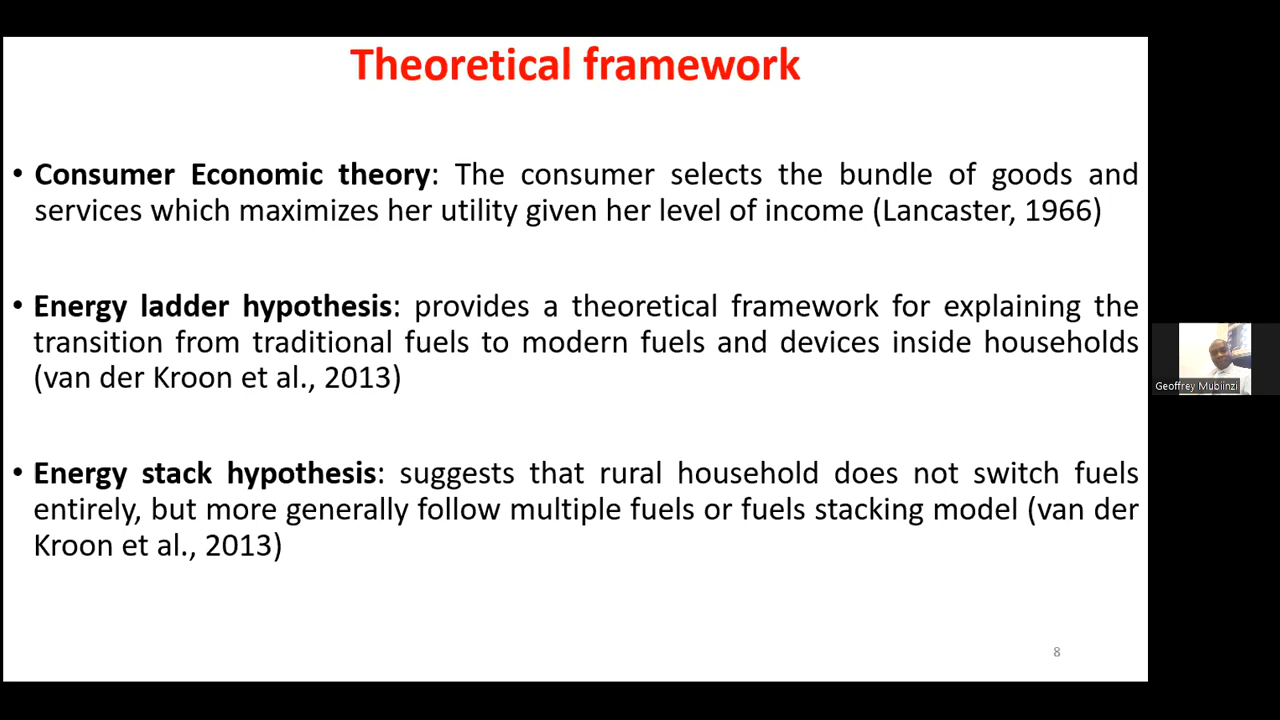 Theoretical framework
• Consumer Economic theory: The consumer selects the bundle of goods and
services which maximizes her utility given her level of income (Lancaster, 1966)
• Energy ladder hypothesis: provides a theoretical framework for explaining the
transition from traditional fuels to modern fuels and devices inside households
(van der Kroon et al., 2013)
• Energy stack hypothesis: suggests that rural household does not switch fuels
entirely, but more generally follow multiple fuels or fuels stacking model (van der
Kroon et al., 2013)
8
Geoffrey Mubiinzi